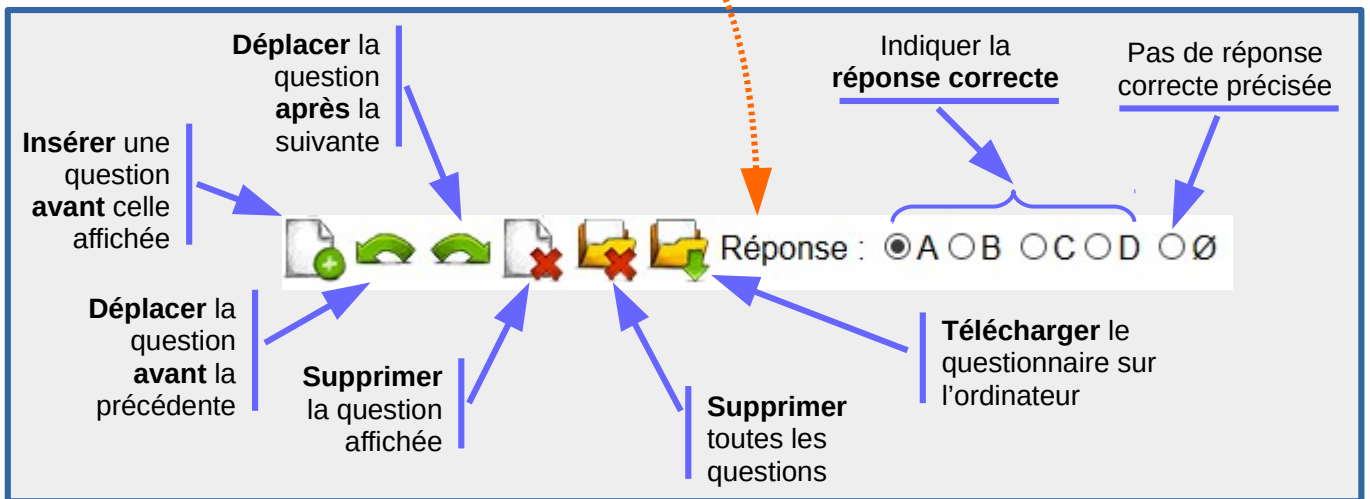 Déplacer la
question
après la
suivante
Indiquer la
réponse correcte
Pas de réponse
correcte précisée
Insérer une
question
avant celle
affichée
Réponse : A B C D Ø
Déplacer la
question
avant la
précédente
Supprimer
la question
affichée
Supprimer
toutes les
questions
Télécharger le
questionnaire sur
l’ordinateur